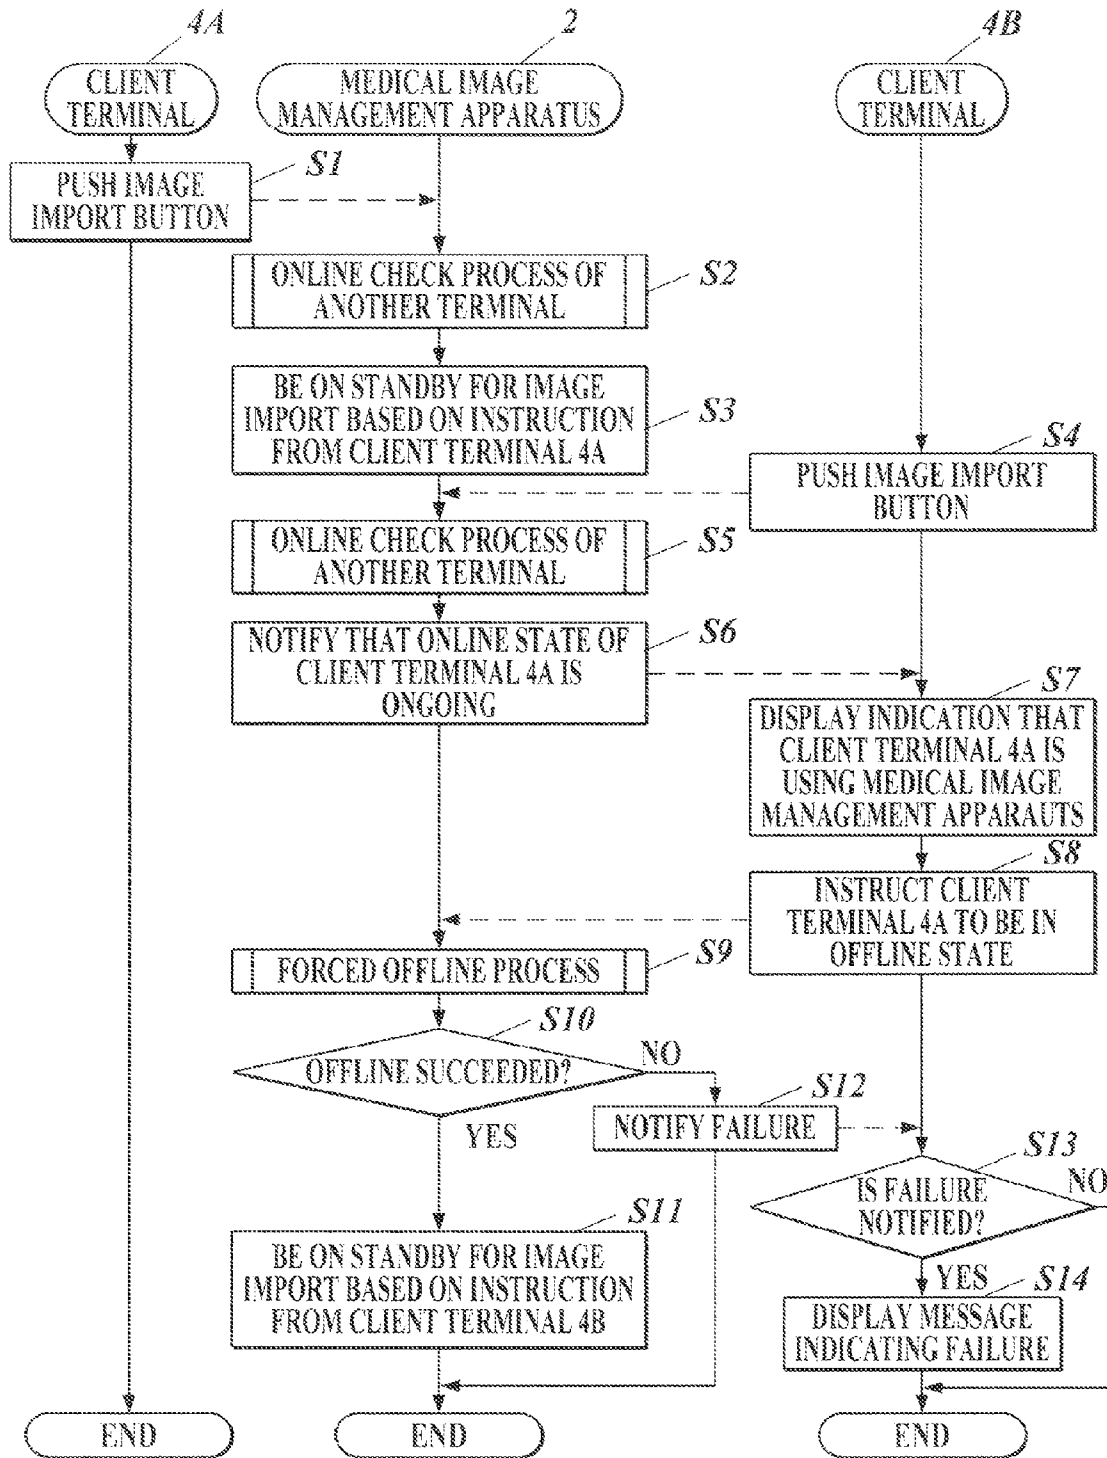 4A
2
4B
CLIENT
TERMINAL
MEDICAL IMAGE
MANAGEMENT APPARATUS
CLIENT
TERMINAL
S1
PUSH IMAGE
IMPORT BUTTON
ONLINE CHECK PROCESS OF
ANOTHER TERMINAL
S2
BE ON STANDBY FOR IMAGE
IMPORT BASED ON INSTRUCTION
FROM CLIENT TERMINAL 4A
S3
S4
PUSH IMAGE IMPORT
BUTTON
ONLINE CHECK PROCESS OF
ANOTHER TERMINAL
S5
NOTIFY THAT ONLINE STATE OF
CLIENT TERMINAL 4A IS
ONGOING
S6
S7
DISPLAY INDICATION THAT
CLIENT TERMINAL 4A IS
USING MEDICAL IMAGE
MANAGEMENT APPARAUTS
S8
INSTRUCT CLIENT
TERMINAL 4A TO BE IN
OFFLINE STATE
FORCED OFFLINE PROCESS
S9
S10
OFFLINE SUCCEEDED?
NO
YES
S12
NOTIFY FAILURE
S13
IS FAILURE
NOTIFIED?
NO
YES
S11
BE ON STANDBY FOR IMAGE
IMPORT BASED ON INSTRUCTION
FROM CLIENT TERMINAL 4B
S14
DISPLAY MESSAGE
INDICATING FAILURE
END
END
END